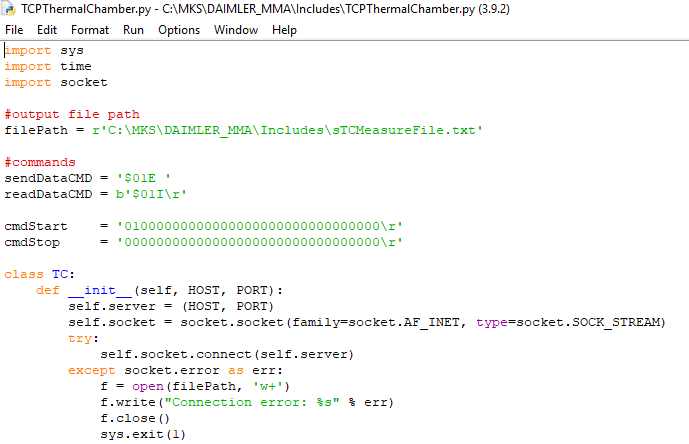 TCPThermalChamber.py - C:\MKS\DAIMLER_MMA\Includes\TCPThermalChamber.py (3.9.2)
File Edit Format Run Options Window Help
import sys
import time
import socket
#output file path
filePath = r'C:\MKS\DAIMLER_MMA\Includes\sTCMeasureFile.txt'
#commands
sendDataCMD = '$01E '
readDataCMD = b'$01I\r'
cmdStart    = '01000000000000000000000000000000\r'
cmdStop     = '00000000000000000000000000000000\r'
class TC:
    def __init__(self, HOST, PORT):
        self.server = (HOST, PORT)
        self.socket = socket.socket(family=socket.AF_INET, type=socket.SOCK_STREAM)
        try:
            self.socket.connect(self.server)
        except socket.error as err:
            f = open(filePath, 'w+')
            f.write("Connection error: %s" % err)
            f.close()
            sys.exit(1)